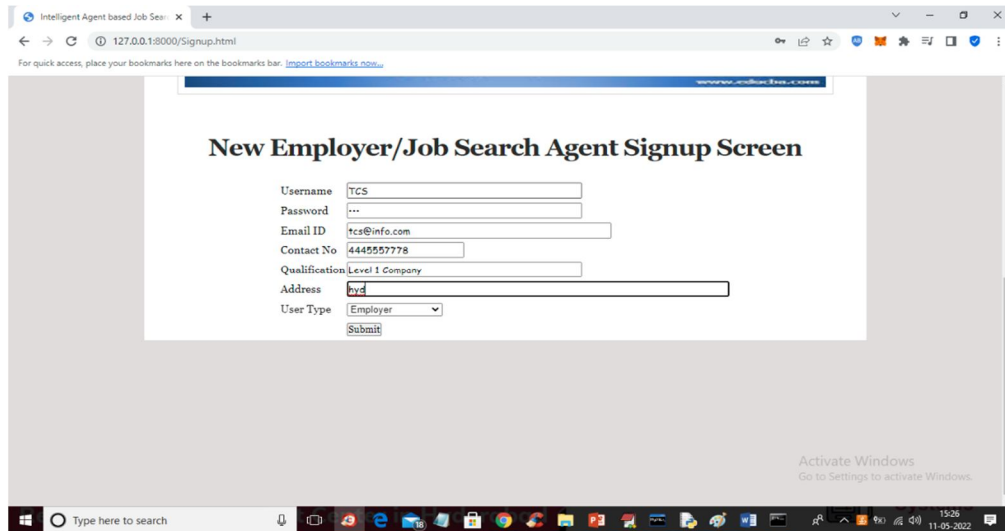 Intelligent Agent based Job Sear
127.0.0.1:8000/Signup.html
For quick access, place your bookmarks here on the bookmarks bar. Import bookmarks now...
www.educba.com
New Employer/Job Search Agent Signup Screen
Username TCS
Password ...
Email ID tcs@info.com
Contact No 4445557778
Qualification Level 1 Company
Address hyd
User Type Employer
Submit
Activate Windows
Go to Settings to activate Windows.
Type here to search
15:26
11-05-2022